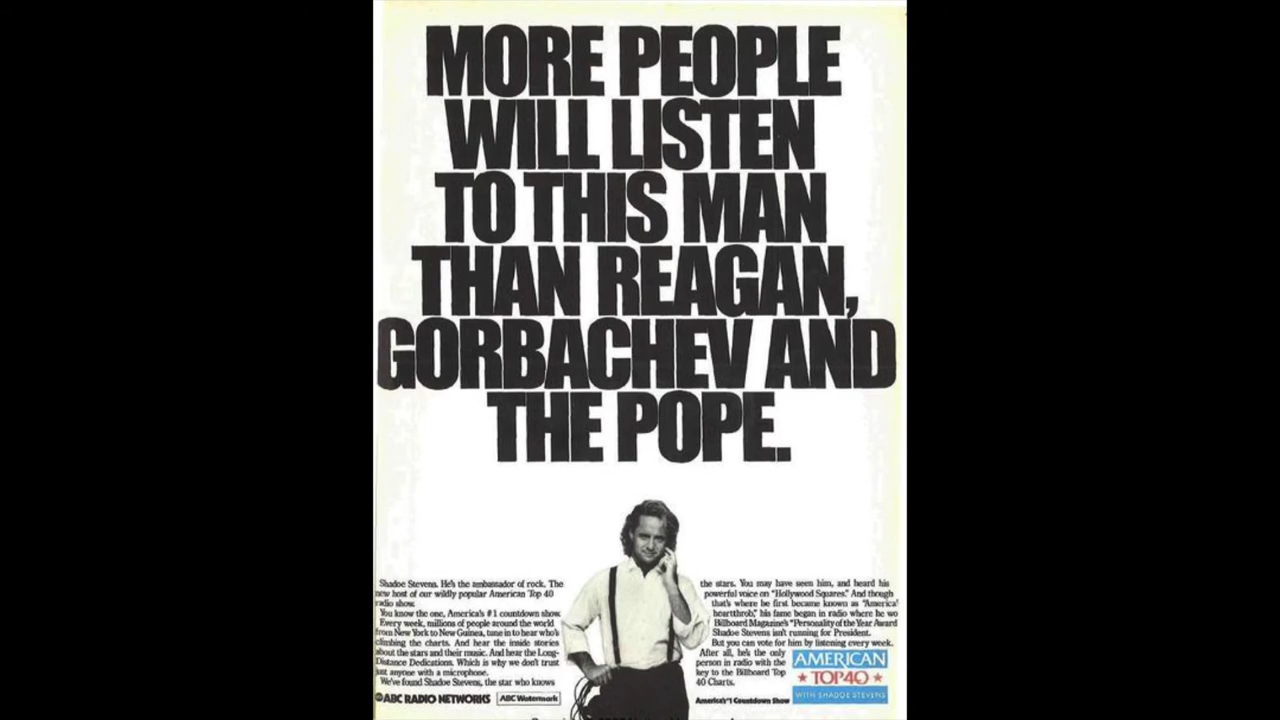 MORE PEOPLE
WILL LISTEN
TO THIS MAN
THAN REAGAN,
GORBACHEV AND
THE POPE.
Shadoe Stevens. He's the ambassador of rock. The
new host of our wildly popular American Top 40
radio show.
You know the one, America's #1 countdown show.
Every week, millions of people around the world
from New York to New Guinea, tune in to hear who's
climbing the charts. And hear the inside stories
about the stars and their music. And hear the Long-
Distance Dedications. Which is why we don't trust
just anyone with a microphone.
We've found Shadoe Stevens, the star who knows
the stars. You may have seen him, and heard his
powerful voice on "Hollywood Squares." And though
that's where he first became known as "America'
heartthrob," his fame began in radio where he wo
Billboard Magazine's "Personality of the Year Award
Shadoe Stevens isn't running for President.
But you can vote for him by listening every week.
After all, he's the only
person in radio with the
key to the Billboard Top
40 Charts.
abc ABC RADIO NETWORKS
ABC Watermark
America's #1 Countdown Show
AMERICAN
TOP 40
WITH SHADOE STEVENS